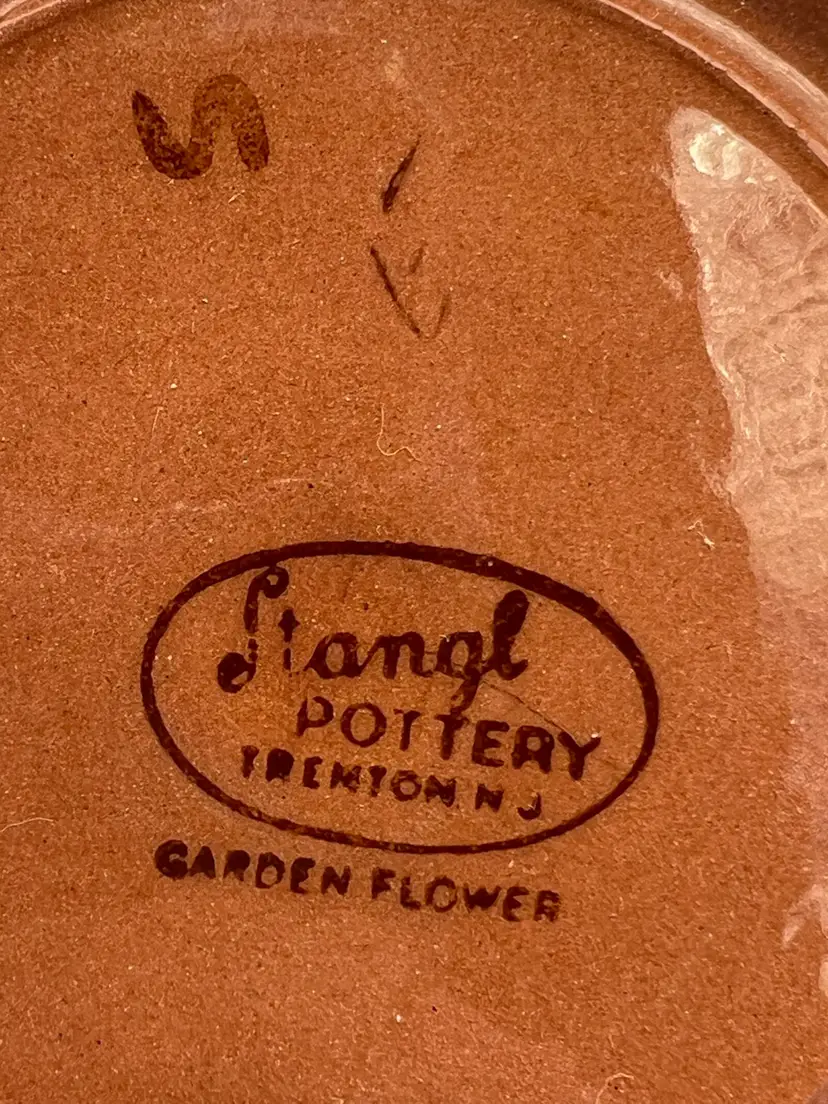 S
Stangl
POTTERY
TRENTON N J
GARDEN FLOWER